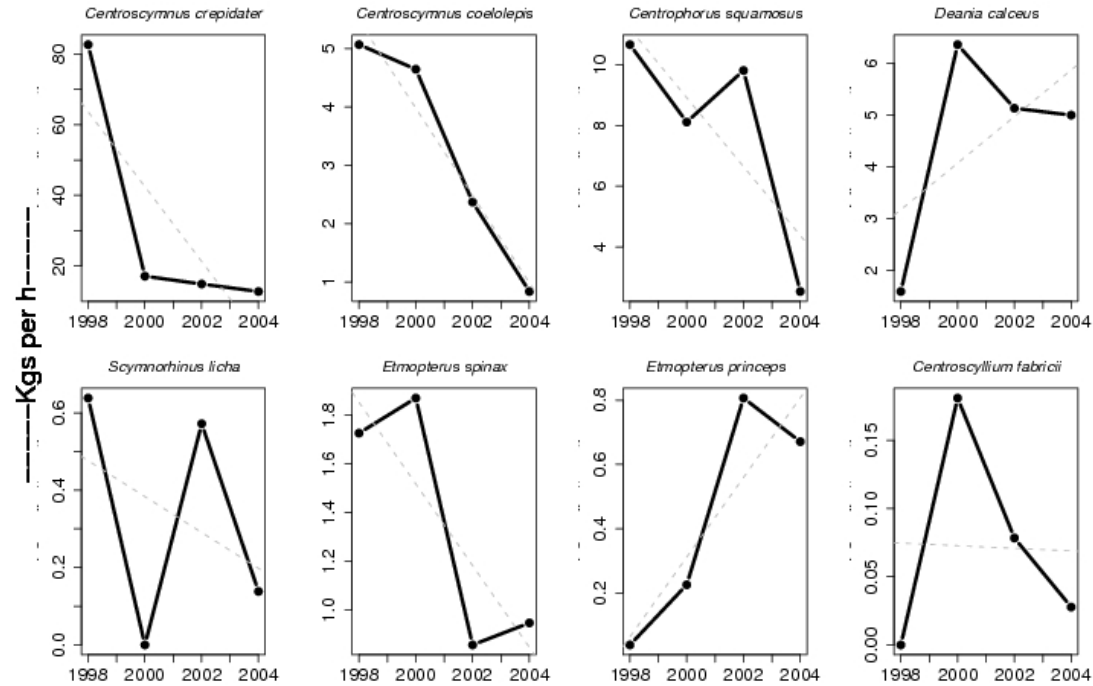 Centroscymnus crepidater
Centroscymnus coelolepis
Centrophorus squamosus
Deania calceus
80
60
40
20
5
4
3
2
1
10
8
6
4
6
5
4
3
2
1998 2000 2002 2004
1998 2000 2002 2004
1998 2000 2002 2004
1998 2000 2002 2004
------Kgs per h------
Scymnorhinus licha
Etmopterus spinax
Etmopterus princeps
Centroscyllium fabricii
0.6
0.4
0.2
0.0
1.8
1.6
1.4
1.2
1.0
0.8
0.6
0.4
0.2
0.15
0.10
0.05
0.00
1998 2000 2002 2004
1998 2000 2002 2004
1998 2000 2002 2004
1998 2000 2002 2004